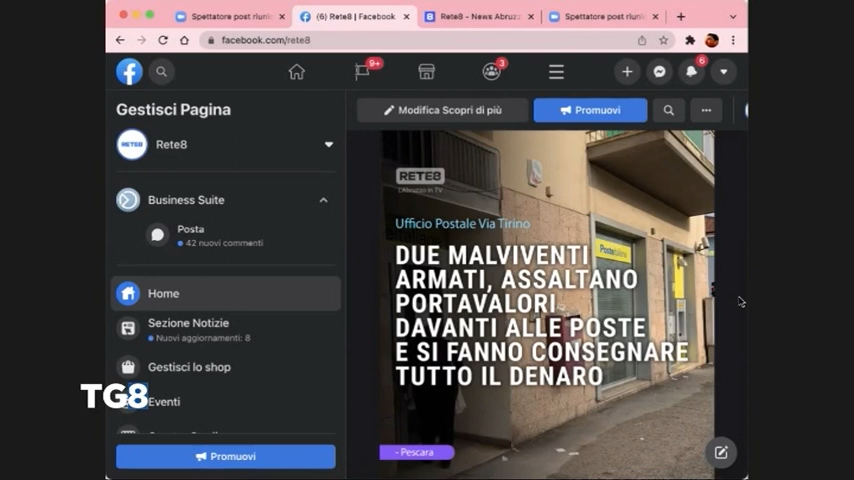 Spettatore post riunio
(6) Rete8 | Facebook
Rete8 - News Abruzz
Spettatore post riunio
facebook.com/rete8
9+
3
6
Gestisci Pagina
Modifica Scopri di più
Promuovi
RETE8
Rete8
RETE8
L'Abruzzo in TV
Business Suite
Ufficio Postale Via Tirino
Posta
42 nuovi commenti
DUE MALVIVENTI
ARMATI, ASSALTANO
PORTAVALORI
DAVANTI ALLE POSTE
E SI FANNO CONSEGNARE
TUTTO IL DENARO
Posteitaliane
Home
Sezione Notizie
Nuovi aggiornamenti: 8
Gestisci lo shop
TG8
Eventi
Promuovi
- Pescara